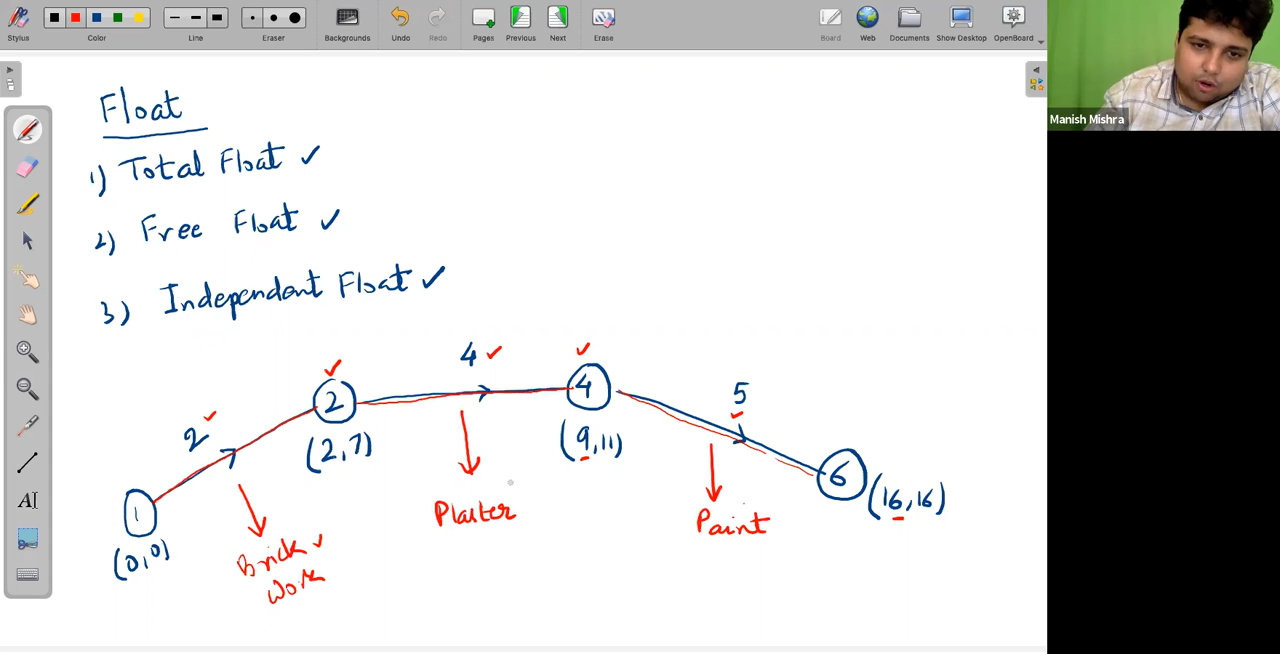 Stylus
Color
Line
Eraser
Backgrounds
Undo
Redo
Pages
Previous
Next
Erase
Board
Web
Documents
Show Desktop
OpenBoard
Manish Mishra
Float
1) Total Float ✓
2) Free Float ✓
3) Independent Float ✓
4 ✓
✓
✓
5
✓
2 ✓
2
4
(2,7)
(9,11)
6
(16,16)
1
(0,0)
Plaster
Paint
Brick ✓
Work
AI